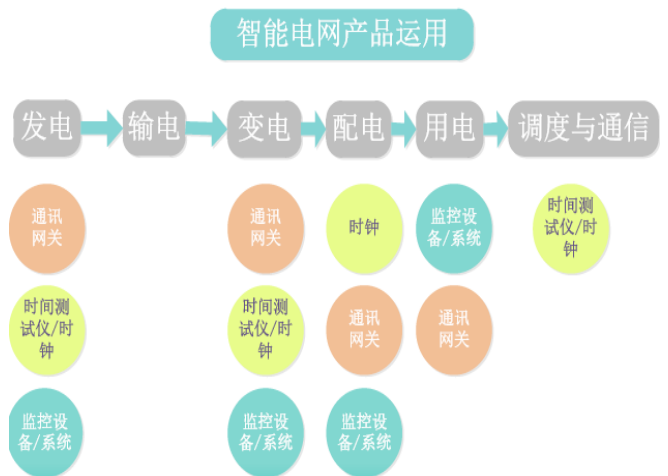 智能电网产品运用
发电
输电
变电
配电
用电
调度与通信
通讯
网关
通讯
网关
时钟
监控设
备/系统
时间测
试仪/时
钟
时间测
试仪/时
钟
时间测
试仪/时
钟
通讯
网关
通讯
网关
监控设
备/系统
监控设
备/系统
监控设
备/系统